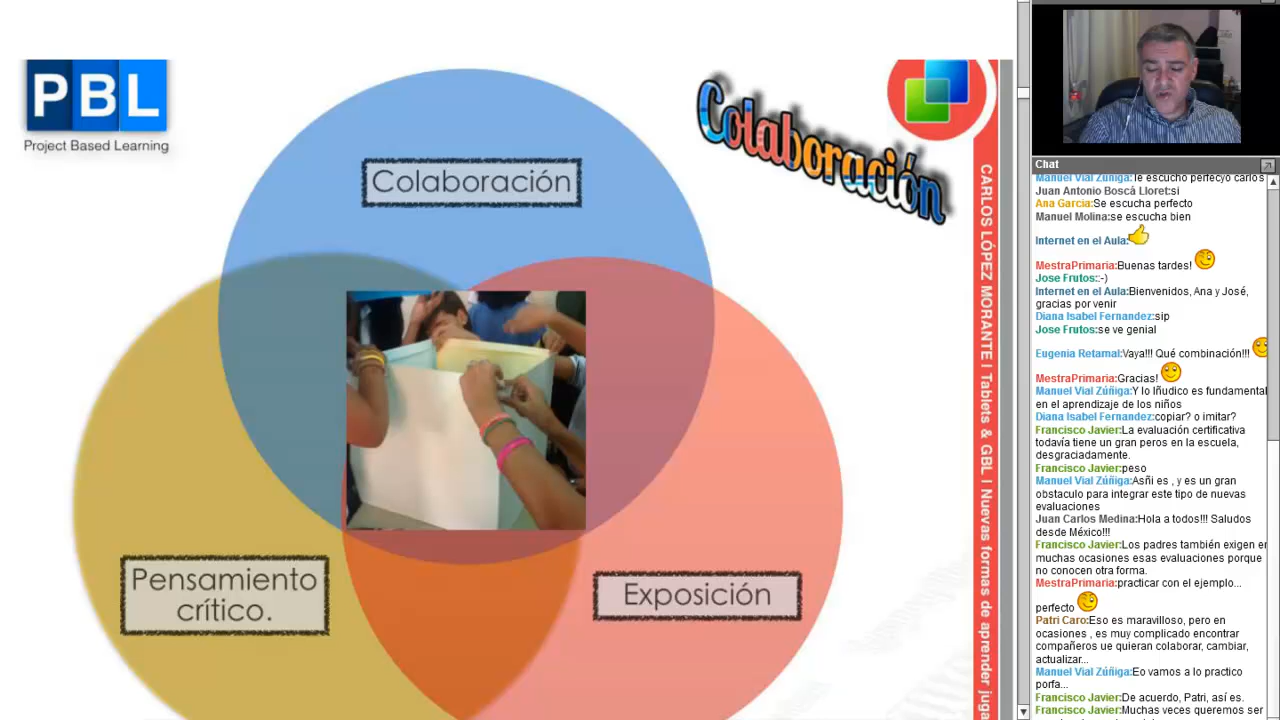 PBL
Project Based Learning
Colaboración
Colaboración
Pensamiento
crítico.
Exposición
CARLOS LÓPEZ MORANTE I Tablets & GBL I Nuevas formas de aprender juga
Chat
Manuel Vial Zúñiga:le escucho perfecyo carlos
Juan Antonio Boscá Lloret:si
Ana Garcia:Se escucha perfecto
Manuel Molina:se escucha bien
Internet en el Aula:
MestraPrimaria:Buenas tardes!
Jose Frutos::-)
Internet en el Aula:Bienvenidos, Ana y José,
gracias por venir
Diana Isabel Fernandez:sip
Jose Frutos:se ve genial
Eugenia Retamal:Vaya!!! Qué combinación!!!
MestraPrimaria:Gracias!
Manuel Vial Zúñiga:Y lo lñudico es fundamental
en el aprendizaje de los niños
Diana Isabel Fernandez:copiar? o imitar?
Francisco Javier:La evaluación certificativa
todavía tiene un gran peros en la escuela,
desgraciadamente.
Francisco Javier:peso
Manuel Vial Zúñiga:Asñi es , y es un gran
obstaculo para integrar este tipo de nuevas
evaluaciones
Juan Carlos Medina:Hola a todos!!! Saludos
desde México!!!
Francisco Javier:Los padres también exigen en
muchas ocasiones esas evaluaciones porque
no conocen otra forma.
MestraPrimaria:practicar con el ejemplo...
perfecto
Patri Caro:Eso es maravilloso, pero en
ocasiones , es muy complicado encontrar
compañeros ue quieran colaborar, cambiar,
actualizar...
Manuel Vial Zúñiga:Eo vamos a lo practico
porfa...
Francisco Javier:De acuerdo, Patri, así es.
Francisco Javier:Muchas veces queremos ser